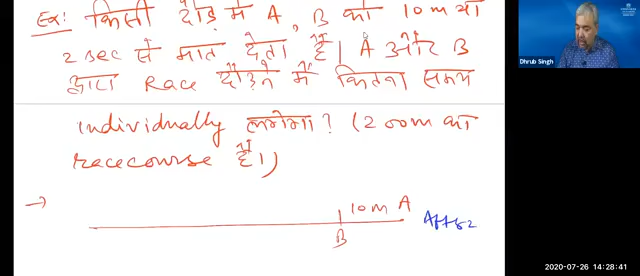 Ex: किसी दौड़ में A, B को 10m या
2 sec से मात देता है। A और B
द्वारा Race दौड़ने में कितना समय
individually लगेगा? (200m का
racecourse है।)
→
10m A
B
After
Dhrub Singh
2020-07-26 14:28:41